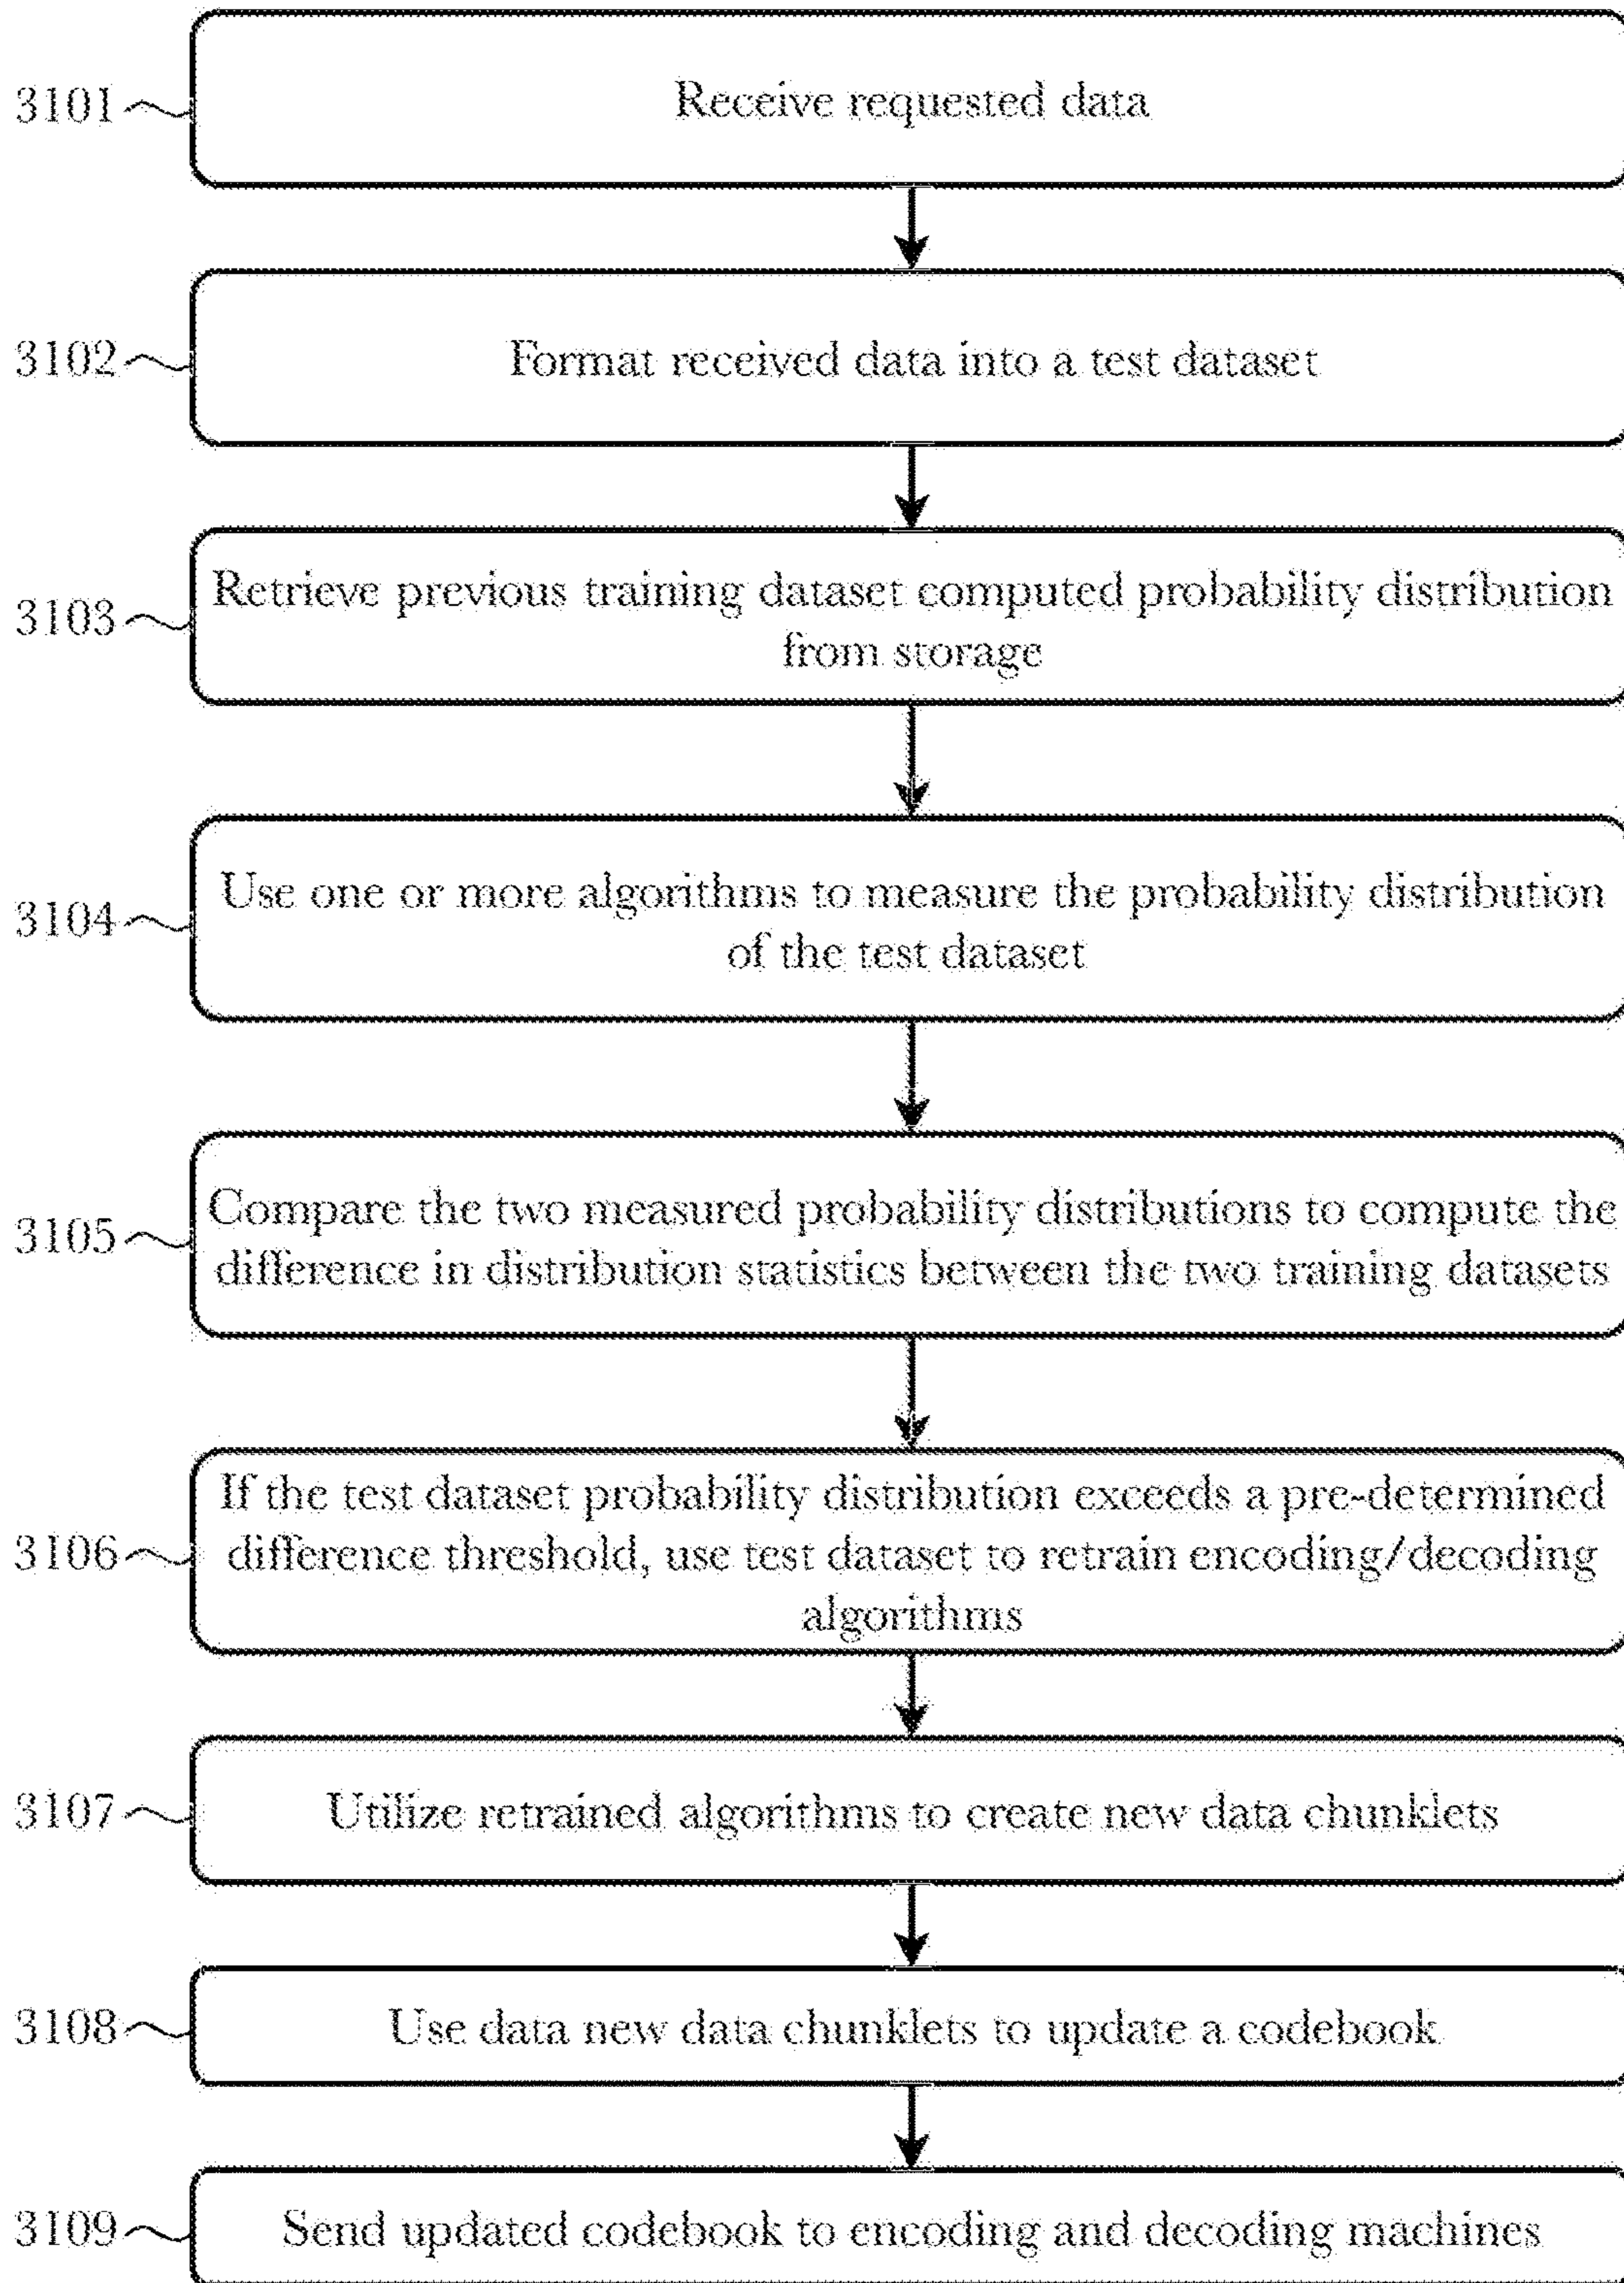 3101
Receive requested data
3102
Format received data into a test dataset
3103
Retrieve previous training dataset computed probability distribution
from storage
3104
Use one or more algorithms to measure the probability distribution
of the test dataset
3105
Compare the two measured probability distributions to compute the
difference in distribution statistics between the two training datasets
3106
If the test dataset probability distribution exceeds a pre-determined
difference threshold, use test dataset to retrain encoding/decoding
algorithms
3107
Utilize retrained algorithms to create new data chunklets
3108
Use data new data chunklets to update a codebook
3109
Send updated codebook to encoding and decoding machines